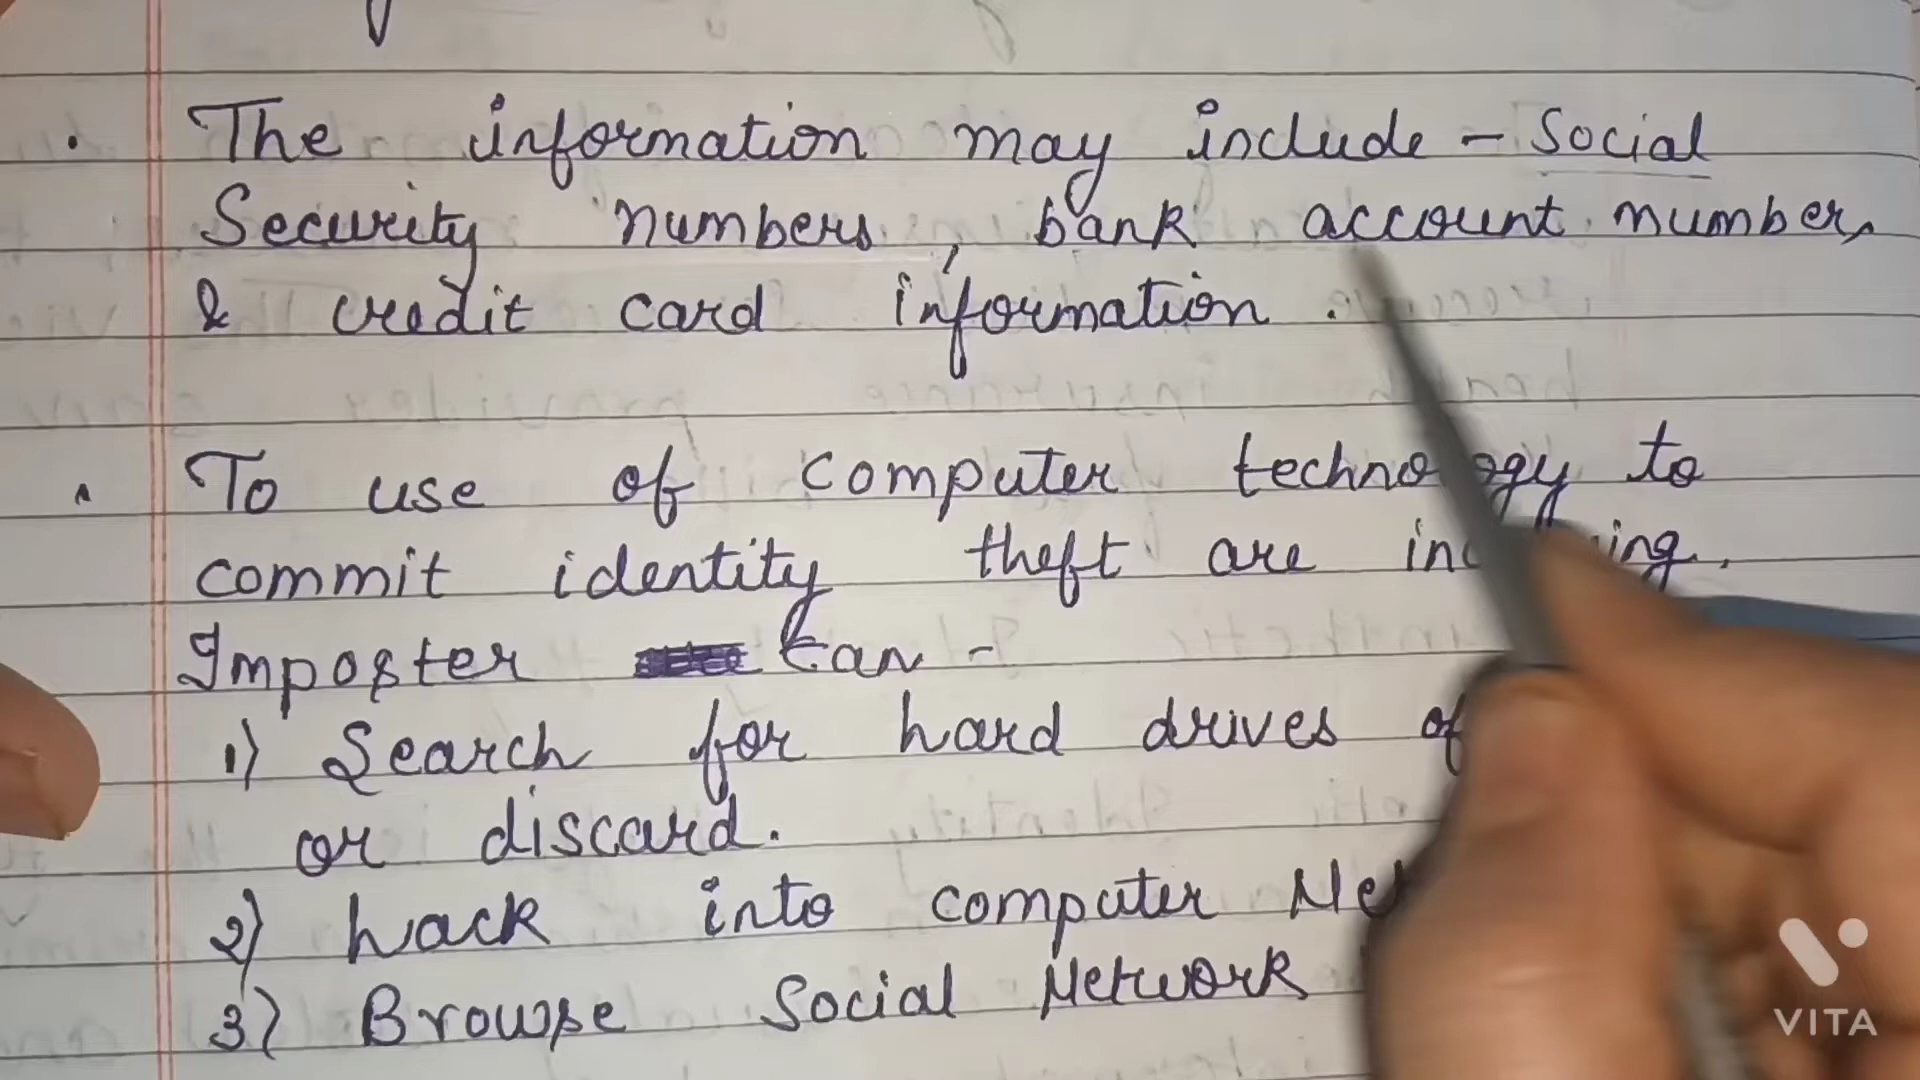 . The information may include - Social
Security numbers, bank account number,
& credit card information.
. To use of computer technology to
commit identity theft are
Imposter can -
1) Search for hard drives of
or discard.
2) hack into computer
3) Browse Social Network
VITA